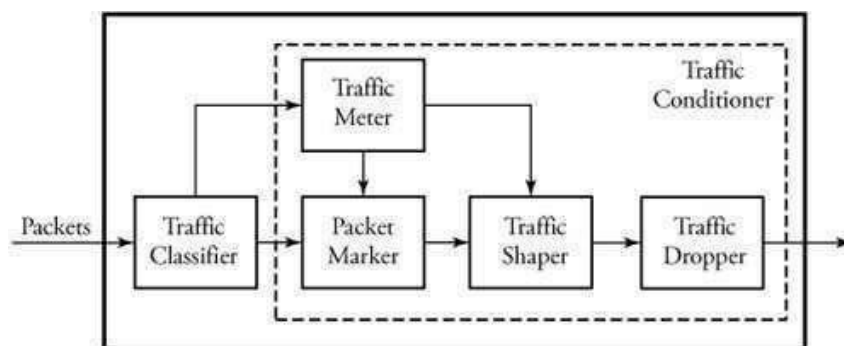 Traffic
Conditioner
Traffic
Meter
Packets
Traffic
Classifier
Packet
Marker
Traffic
Shaper
Traffic
Dropper